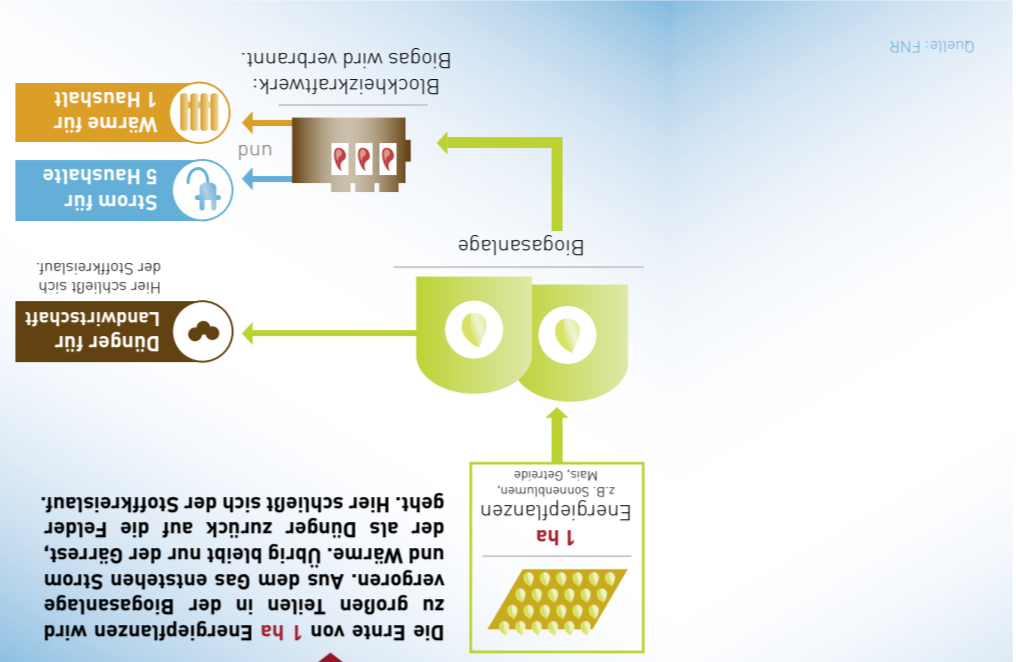 Die Ernte von 1 ha Energiepflanzen wird
zu großen Teilen in der Biogasanlage
vergoren. Aus dem Gas entstehen Strom
und Wärme. Übrig bleibt nur der Gärrest,
der als Dünger zurück auf die Felder
geht. Hier schließt sich der Stoffkreislauf.
1 ha
Energiepflanzen
z.B. Sonnenblumen,
Mais, Getreide
Dünger für
Landwirtschaft
Hier schließt sich
der Stoffkreislauf.
Biogasanlage
Strom für
5 Haushalte
und
Wärme für
1 Haushalt
Blockheizkraftwerk:
Biogas wird verbrannt.
Quelle: FNR